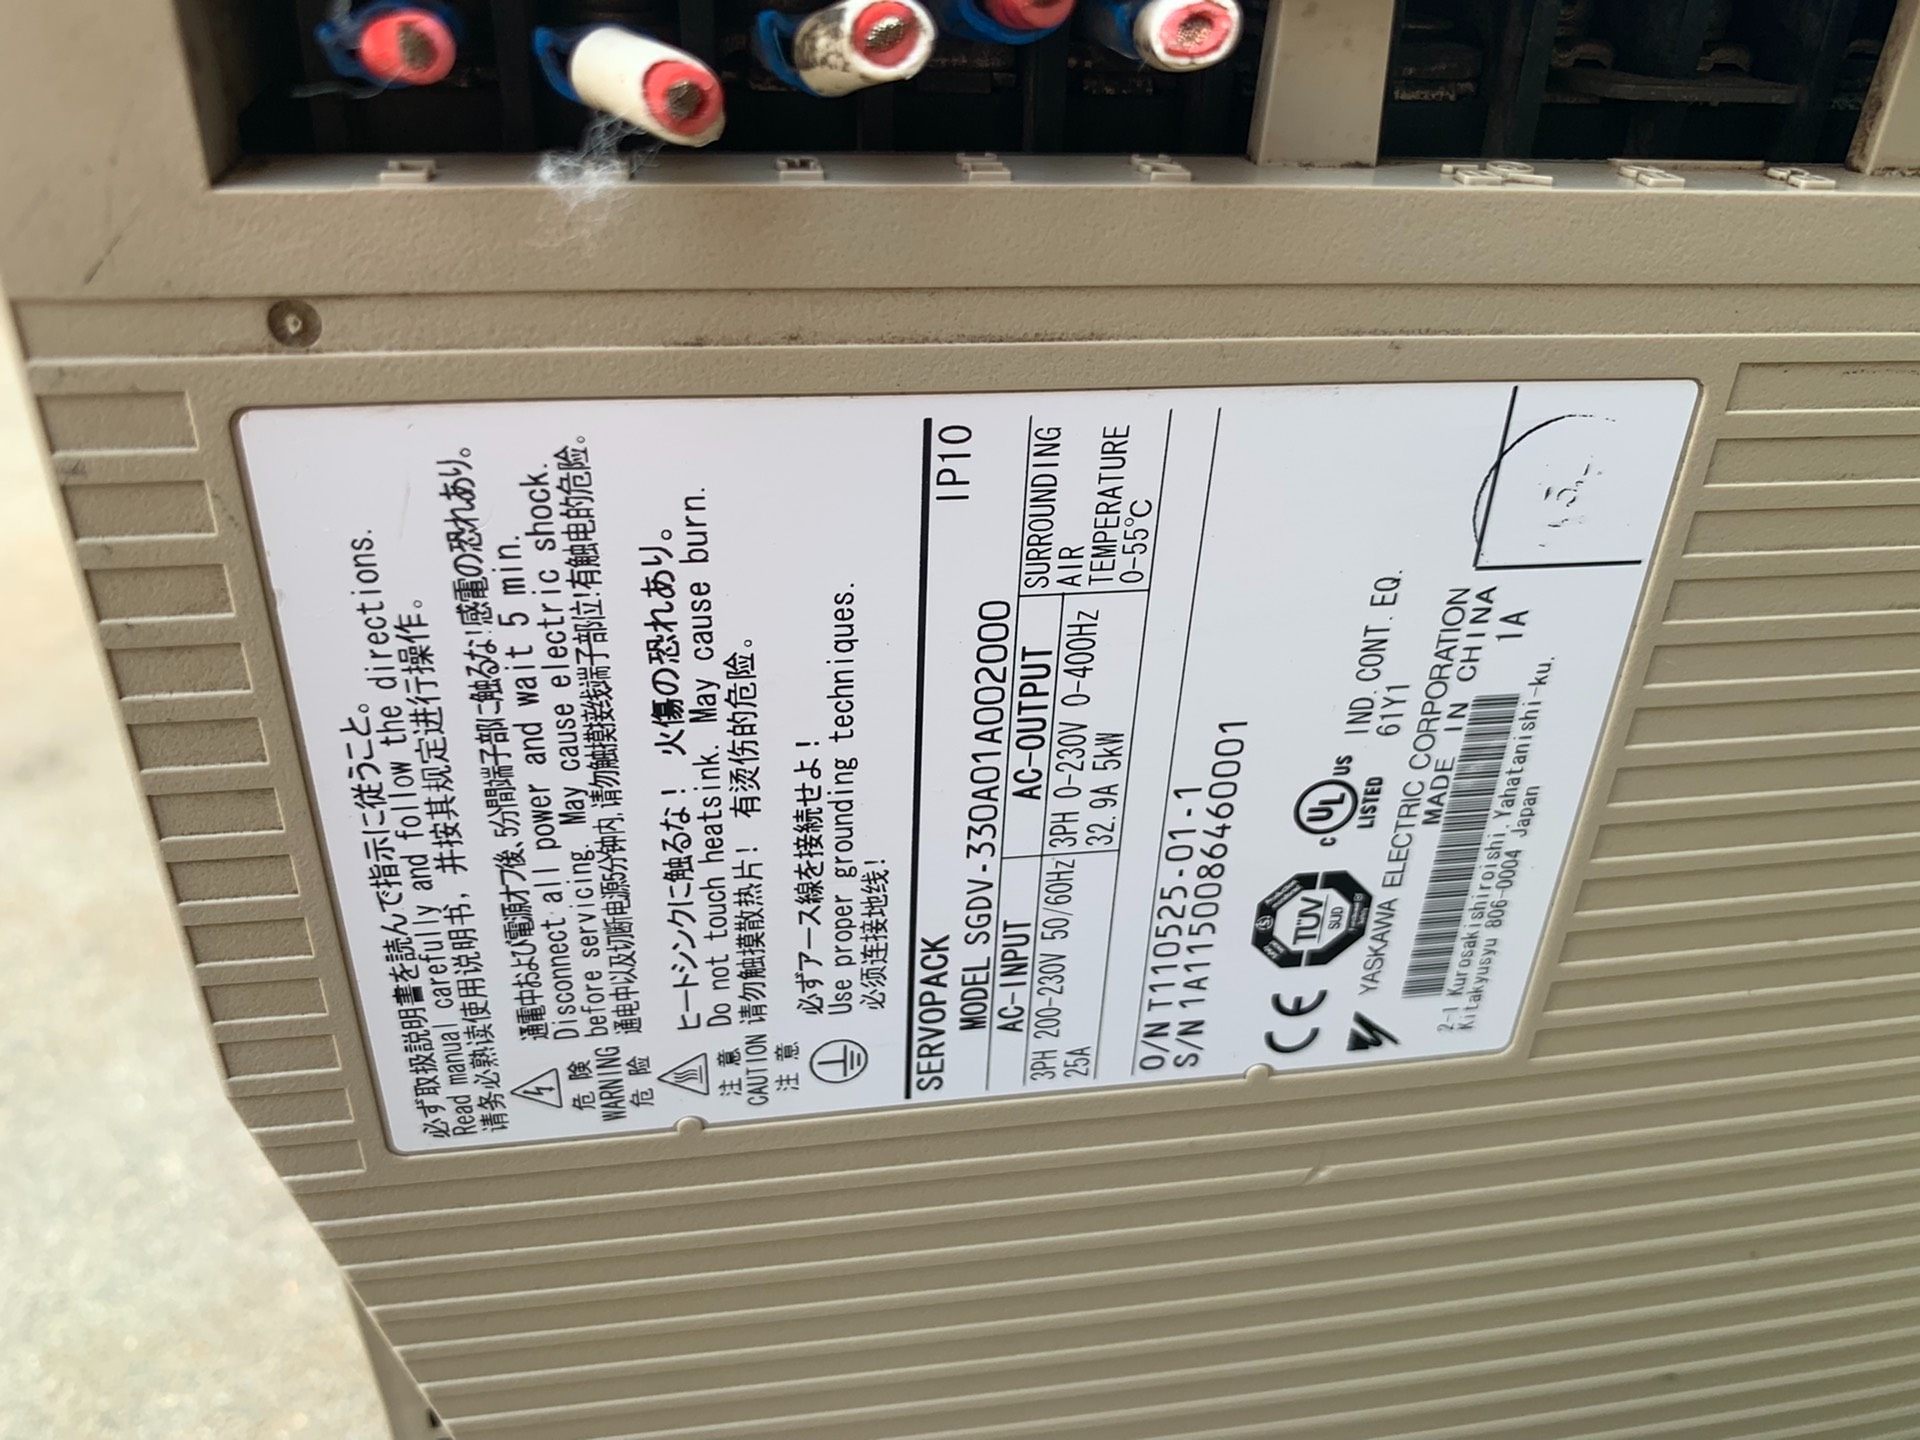 必ず取扱説明書を読んで指示に従うこと。
Read manual carefully and follow the directions.
请务必熟读使用说明书，并按其规定进行操作。
危険
WARNING
危险
通電中および電源オフ後、5分間端子部に触るな!感電の恐れあり。
Disconnect all power and wait 5 min.
before servicing. May cause electric shock.
通电中以及切断电源5分钟内,请勿触摸接线端子部位!有触电的危险。
注意
CAUTION
注意
ヒートシンクに触るな! 火傷の恐れあり。
Do not touch heatsink. May cause burn.
请勿触摸散热片! 有烫伤的危险。
必ずアース線を接続せよ!
Use proper grounding techniques.
必须连接地线!
SERVOPACK IP10
MODEL SGDV-330A01A002000
AC-INPUT AC-OUTPUT SURROUNDING
AIR
TEMPERATURE
0-55℃
3PH 200-230V 50/60Hz 3PH 0-230V 0-400Hz
25A 32.9A 5kW
O/N T110525-01-1
S/N 1A1150086460001
CE TÜV SUD c UL US LISTED IND. CONT. EQ.
61Y1
YASKAWA ELECTRIC CORPORATION
MADE IN CHINA
1A
2-1 Kurosakishiroishi, Yahatanishi-ku.
Kitakyusyu 806-0004 Japan